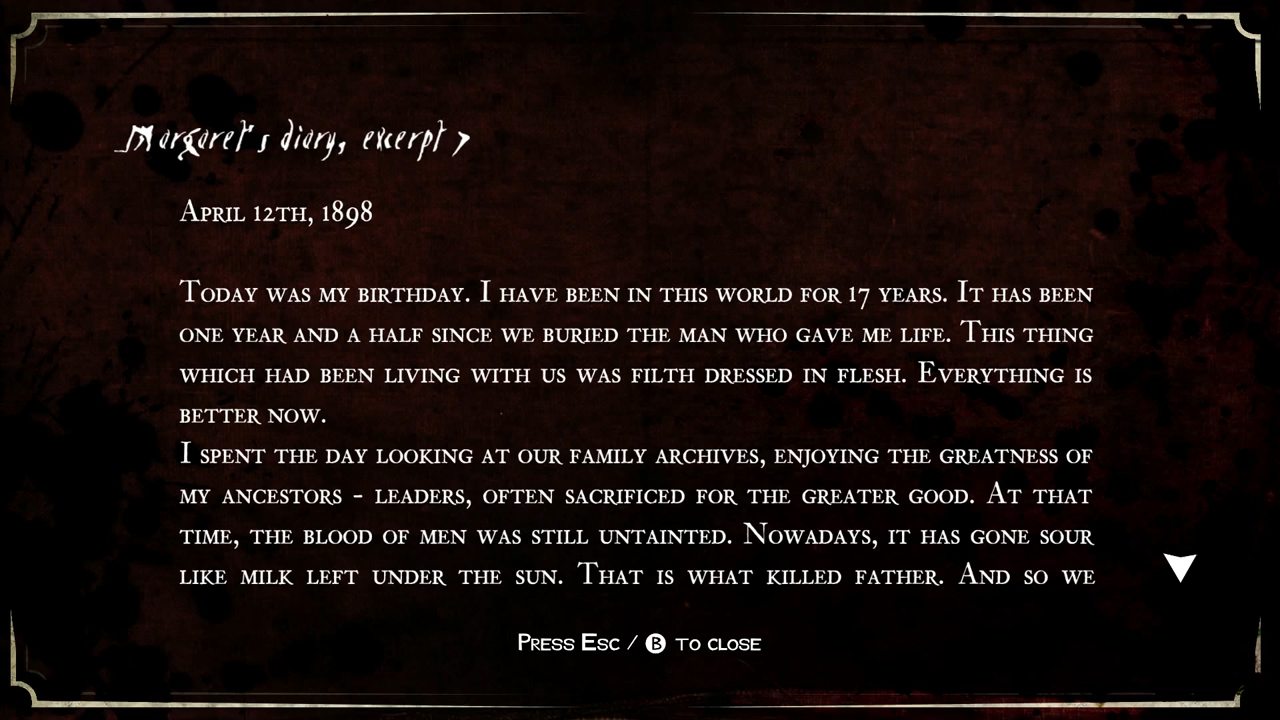 Margaret's diary, excerpt 7
April 12th, 1898
Today was my birthday. I have been in this world for 17 years. It has been
one year and a half since we buried the man who gave me life. This thing
which had been living with us was filth dressed in flesh. Everything is
better now.
I spent the day looking at our family archives, enjoying the greatness of
my ancestors - leaders, often sacrificed for the greater good. At that
time, the blood of men was still untainted. Nowadays, it has gone sour
like milk left under the sun. That is what killed father. And so we
Press Esc / B to close